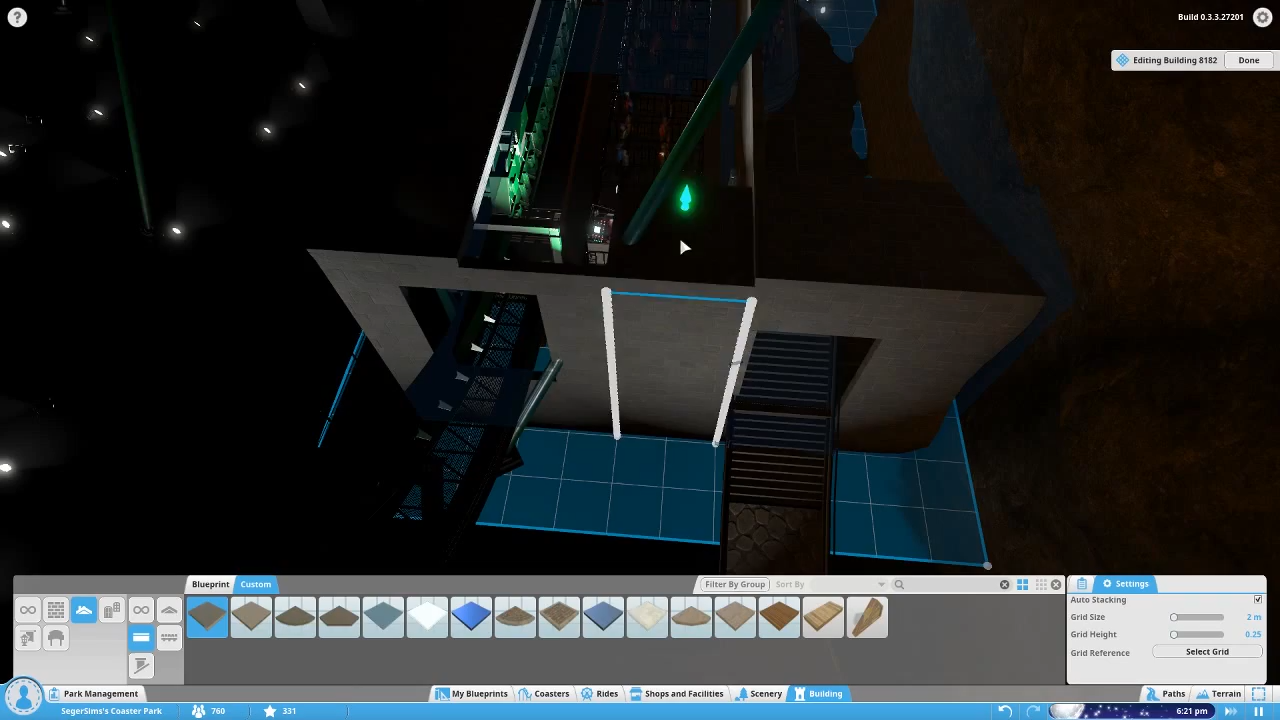 ?
Build 0.3.3.27201
Editing Building 8182 Done
Blueprint Custom
Filter By Group Sort By
Settings
Auto Stacking
Grid Size 2 m
Grid Height 0.25
Grid Reference Select Grid
Park Management My Blueprints Coasters Rides Shops and Facilities Scenery Building Paths Terrain
SegerSims's Coaster Park 760 331 6:21 pm